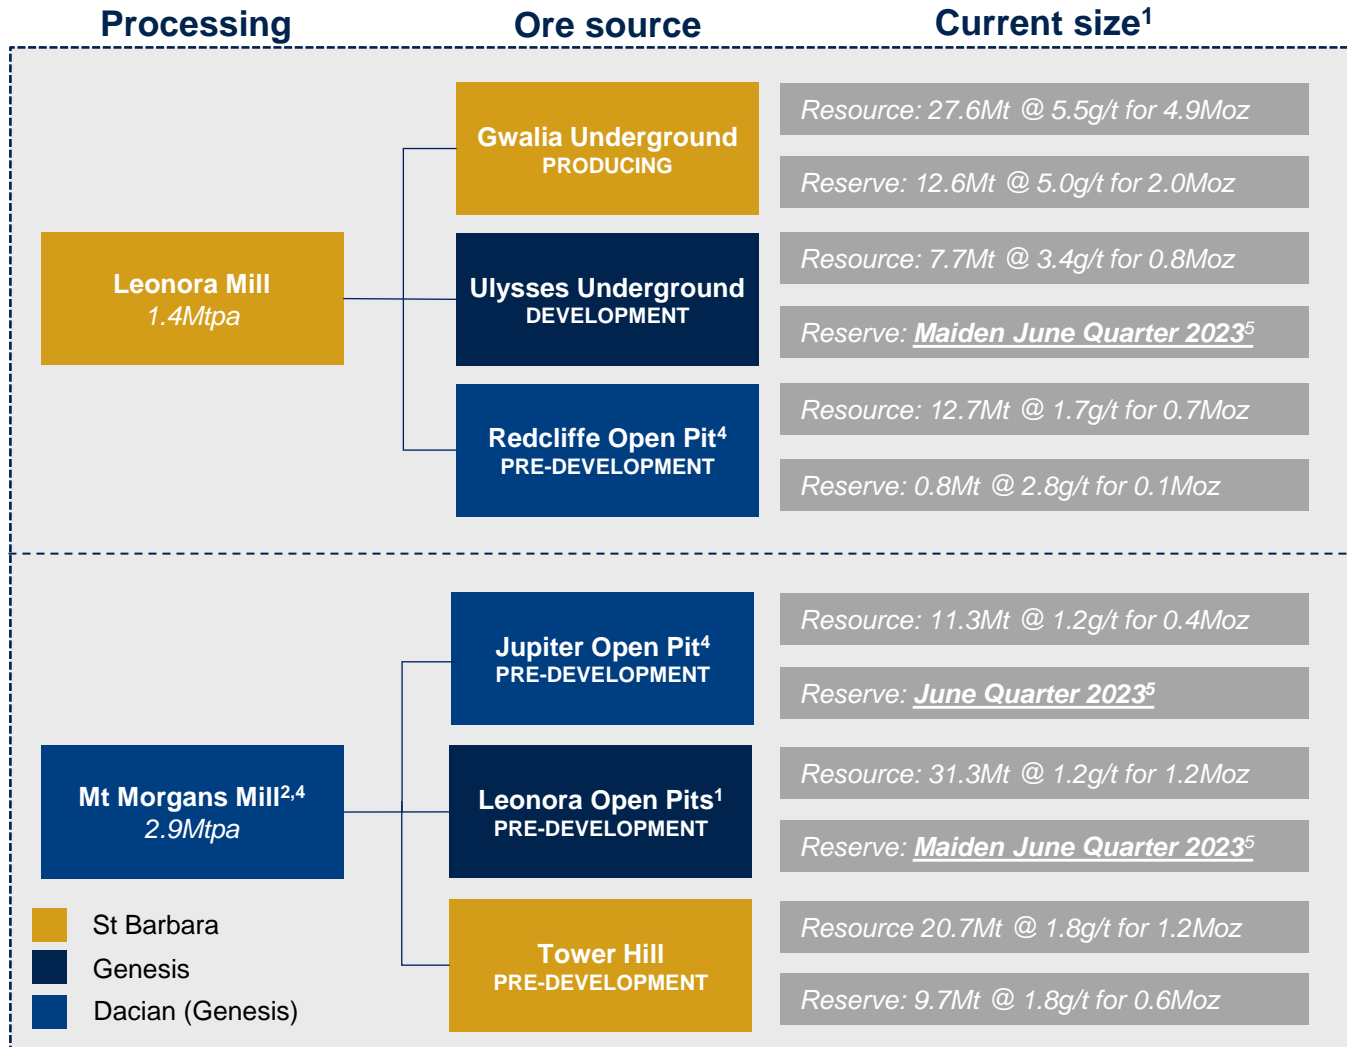 Processing
Ore source
Current size¹
Leonora Mill
1.4Mtpa
Gwalia Underground
PRODUCING
Resource: 27.6Mt @ 5.5g/t for 4.9Moz
Reserve: 12.6Mt @ 5.0g/t for 2.0Moz
Ulysses Underground
DEVELOPMENT
Resource: 7.7Mt @ 3.4g/t for 0.8Moz
Reserve: Maiden June Quarter 2023⁵
Redcliffe Open Pit⁴
PRE-DEVELOPMENT
Resource: 12.7Mt @ 1.7g/t for 0.7Moz
Reserve: 0.8Mt @ 2.8g/t for 0.1Moz
Mt Morgans Mill²,⁴
2.9Mtpa
Jupiter Open Pit⁴
PRE-DEVELOPMENT
Resource: 11.3Mt @ 1.2g/t for 0.4Moz
Reserve: June Quarter 2023⁵
Leonora Open Pits¹
PRE-DEVELOPMENT
Resource: 31.3Mt @ 1.2g/t for 1.2Moz
Reserve: Maiden June Quarter 2023⁵
Tower Hill
PRE-DEVELOPMENT
Resource 20.7Mt @ 1.8g/t for 1.2Moz
Reserve: 9.7Mt @ 1.8g/t for 0.6Moz
St Barbara
Genesis
Dacian (Genesis)